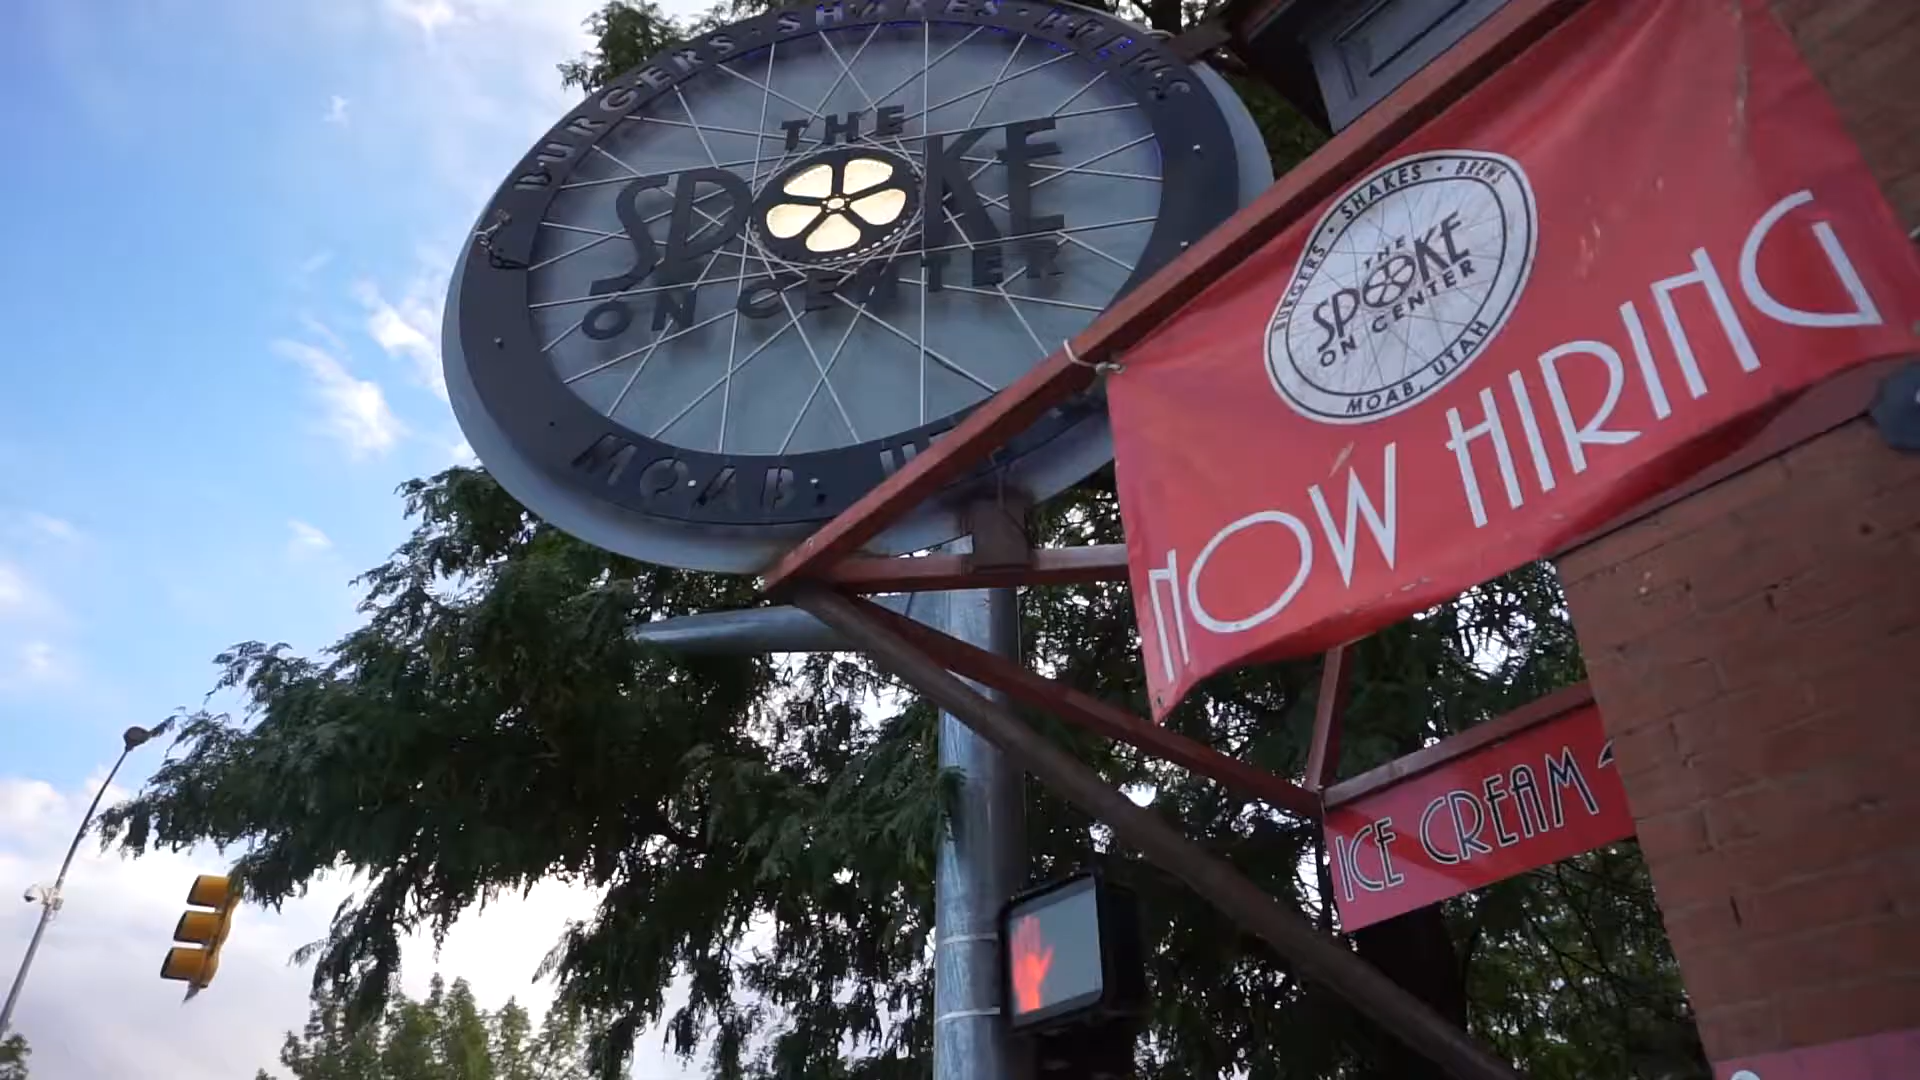 BURGERS · SHAKES · BREWS
THE
SPOKE
ON CENTER
MOAB, UTAH
BURGERS · SHAKES · BREWS
THE
SPOKE
ON CENTER
MOAB, UTAH
NOW HIRING
ICE CREAM